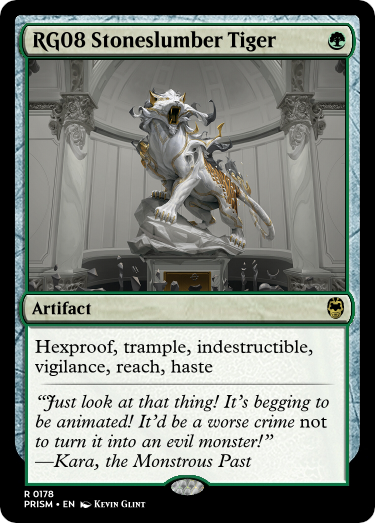 RG08 Stoneslumber Tiger
Artifact
Hexproof, trample, indestructible,
vigilance, reach, haste
“Just look at that thing! It’s begging to
be animated! It’d be a worse crime not
to turn it into an evil monster!”
—Kara, the Monstrous Past
R 0178
PRISM • EN Kevin Glint